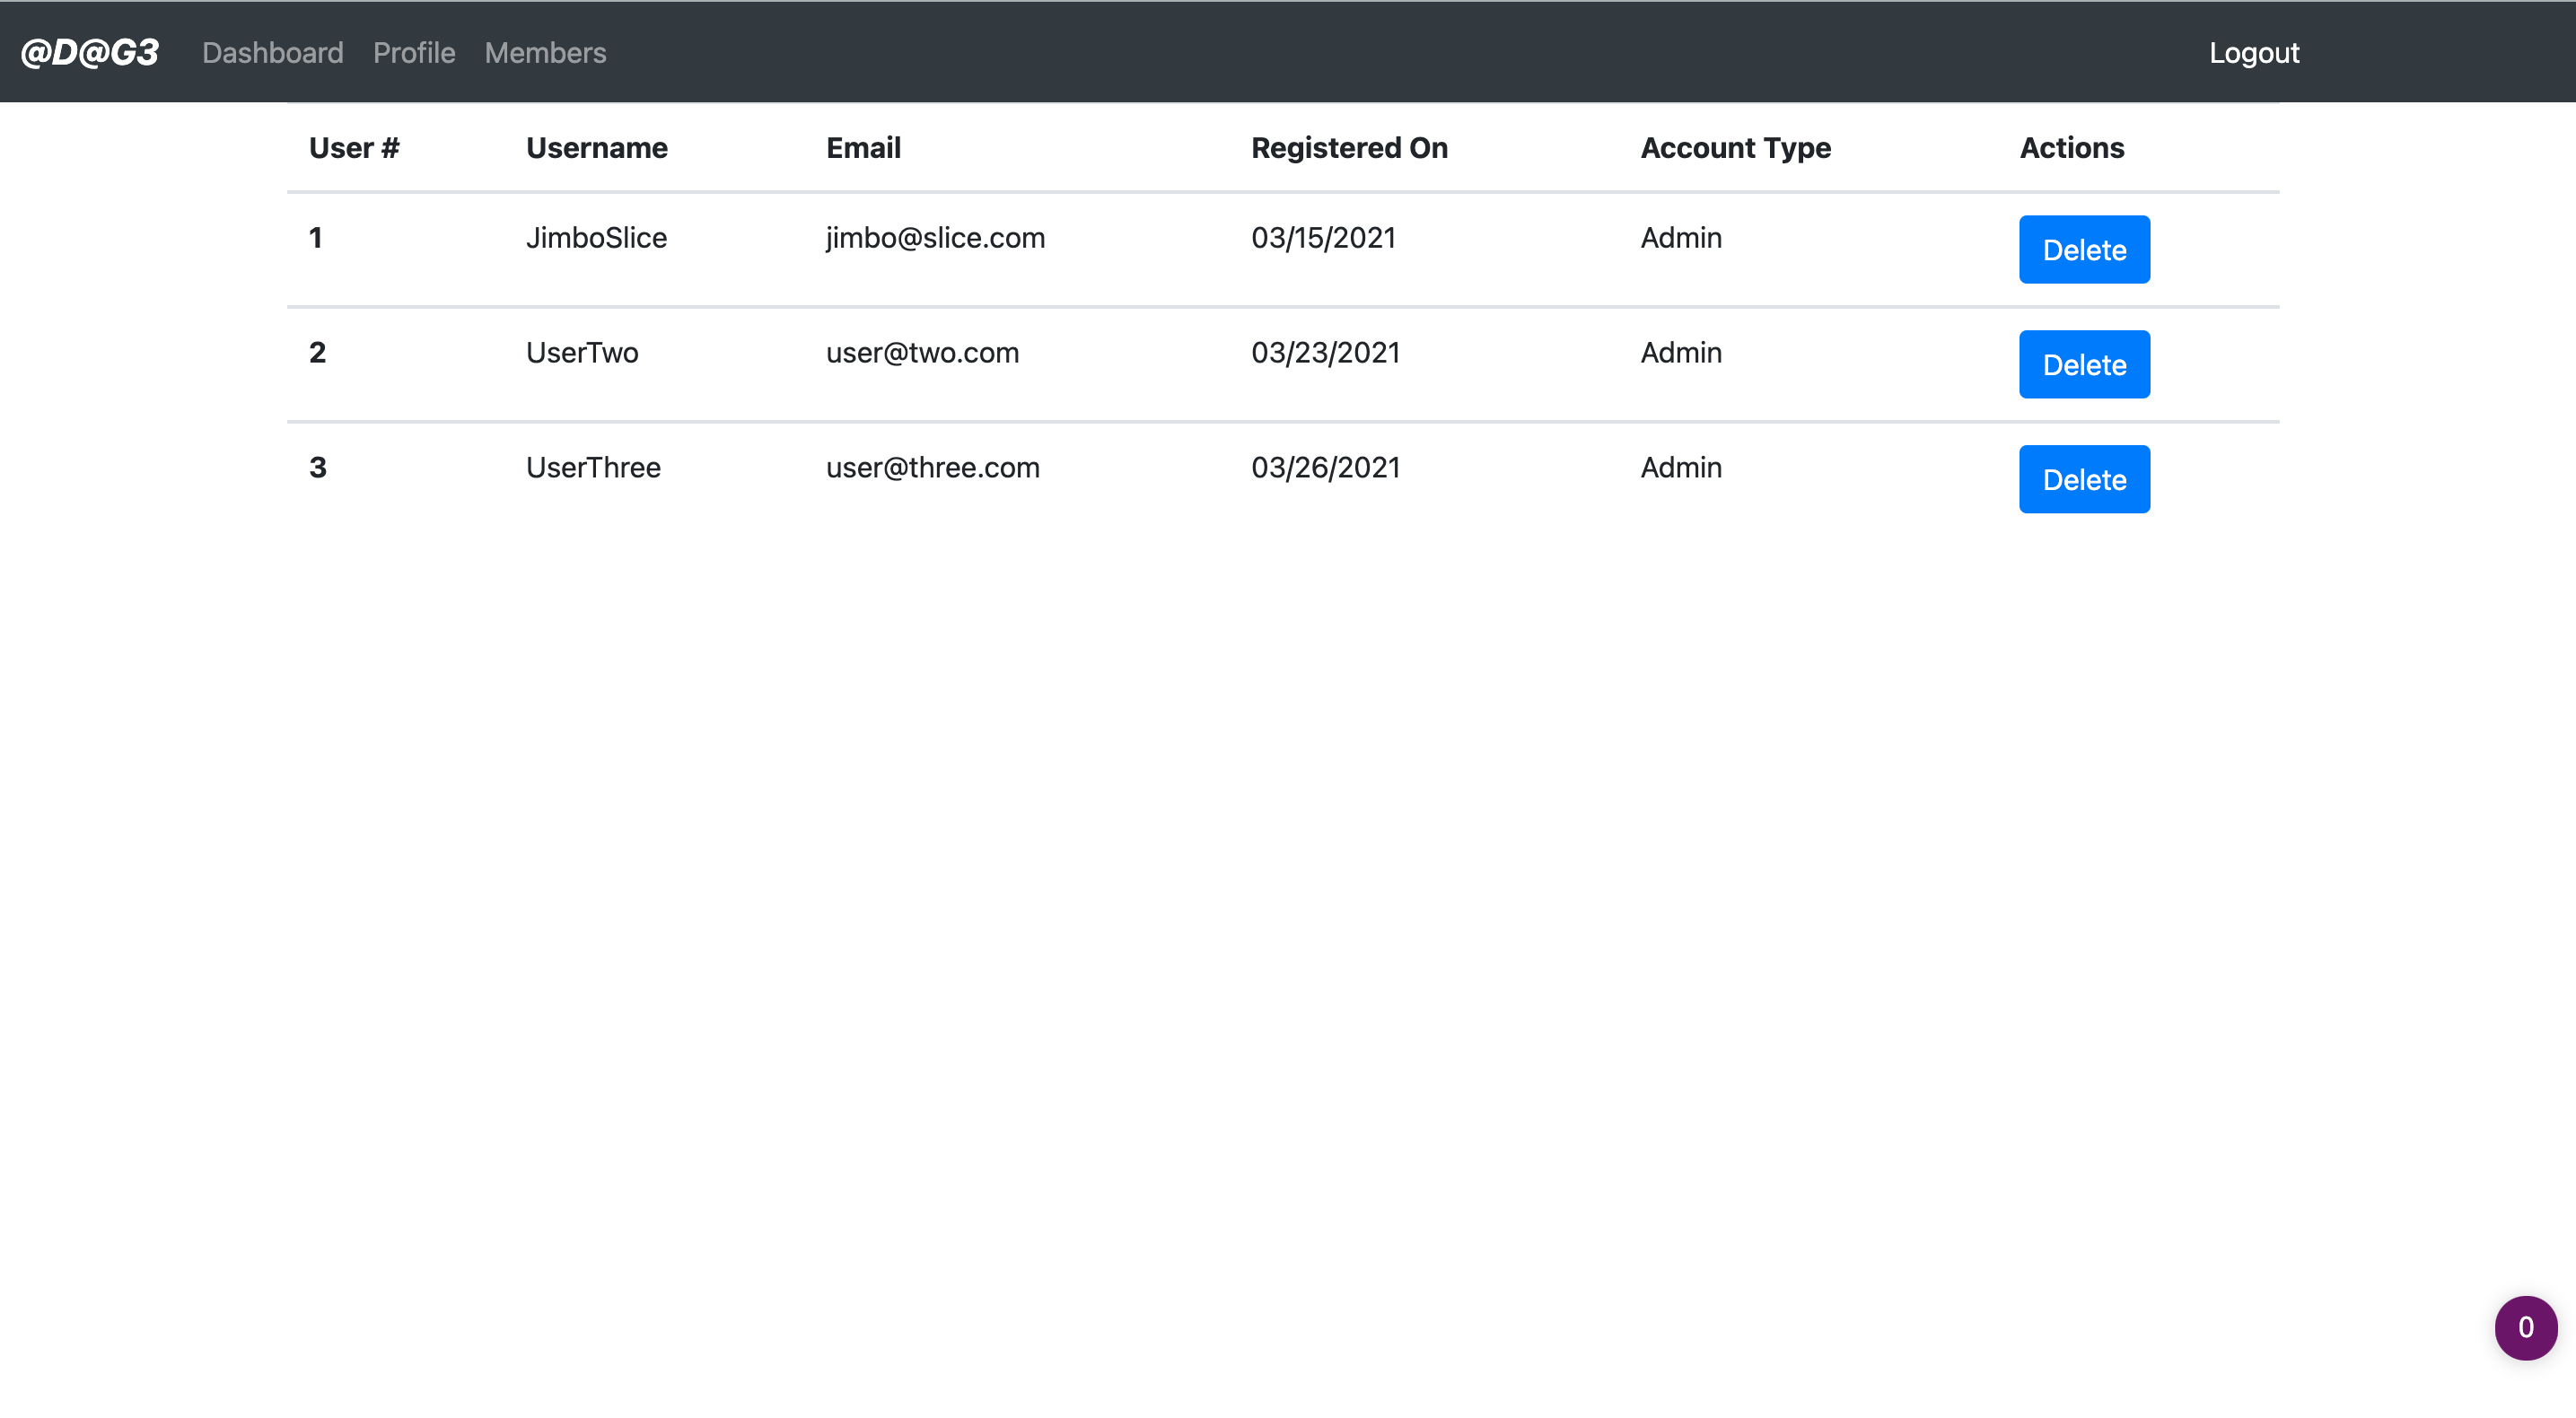 @D@G3 Dashboard Profile Members Logout
User # Username Email Registered On Account Type Actions
1 JimboSlice jimbo@slice.com 03/15/2021 Admin Delete
2 UserTwo user@two.com 03/23/2021 Admin Delete
3 UserThree user@three.com 03/26/2021 Admin Delete
0